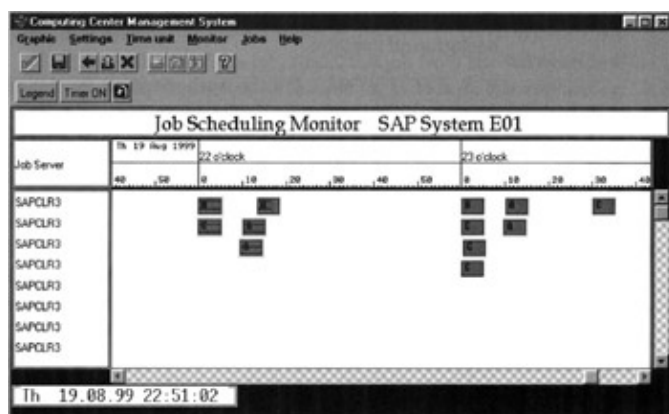 Computing Center Management System
Graphic Settings Time unit Monitor Jobs Help
Legend Timer ON
Job Scheduling Monitor SAP System E01
Job Server
Th 19 Aug 1999
22 o'clock
23 o'clock
40 50 0 10 20 30 40 50 0 10 20 30 40
SAPCLR3
SAPCLR3
SAPCLR3
SAPCLR3
SAPCLR3
SAPCLR3
SAPCLR3
SAPCLR3
Th 19.08.99 22:51:02